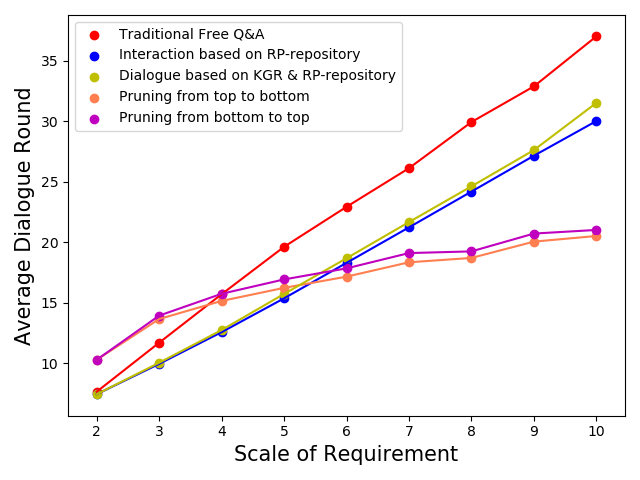 Traditional Free Q&A
Interaction based on RP-repository
Dialogue based on KGR & RP-repository
Pruning from top to bottom
Pruning from bottom to top
Average Dialogue Round
35
30
25
20
15
10
2 3 4 5 6 7 8 9 10
Scale of Requirement